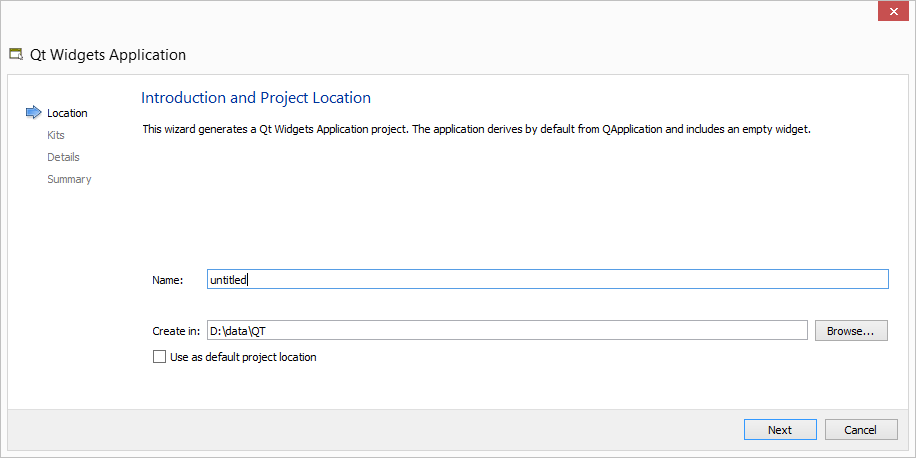 Qt Widgets Application
Location
Kits
Details
Summary
Introduction and Project Location
This wizard generates a Qt Widgets Application project. The application derives by default from QApplication and includes an empty widget.
Name: untitled
Create in: D:\data\QT Browse...
Use as default project location
Next Cancel